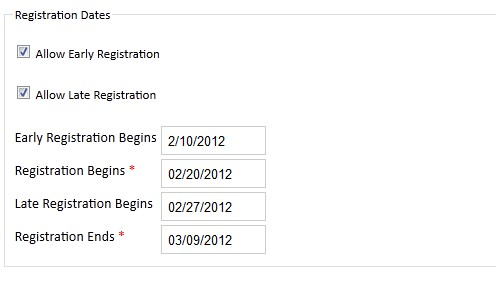 Registration Dates
Allow Early Registration
Allow Late Registration
Early Registration Begins 2/10/2012
Registration Begins * 02/20/2012
Late Registration Begins 02/27/2012
Registration Ends * 03/09/2012